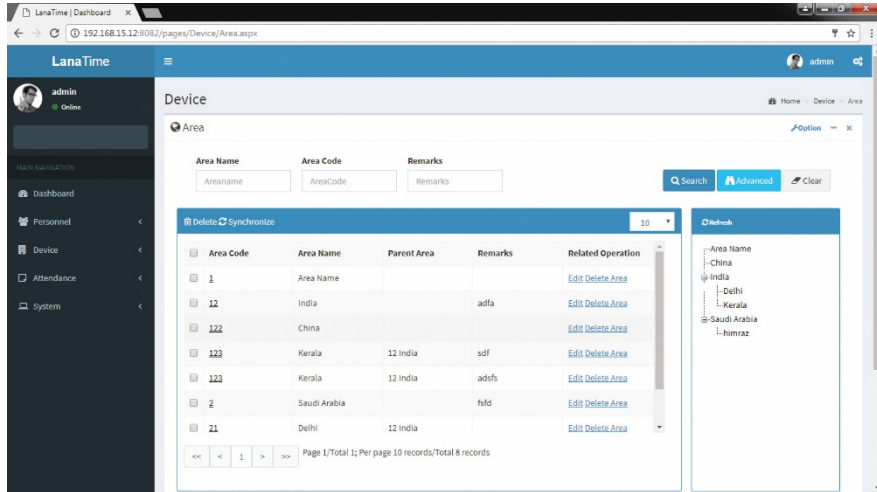 LanaTime | Dashboard
192.168.15.12:8082/pages/Device/Area.aspx
LanaTime
admin
admin
Online
Device
Home > Device > Area
Area
Option
MAIN NAVIGATION
Dashboard
Personnel
Device
Attendance
System
Area Name Area Code Remarks
Areaname AreaCode Remarks
Search Advanced Clear
Delete Synchronize 10
Area Code Area Name Parent Area Remarks Related Operation
1 Area Name Edit Delete Area
12 India adfa Edit Delete Area
122 China Edit Delete Area
123 Kerala 12 India sdf Edit Delete Area
123 Kerala 12 India adsfs Edit Delete Area
2 Saudi Arabia fsfd Edit Delete Area
21 Delhi 12 India Edit Delete Area
<< < 1 > >> Page 1/Total 1; Per page 10 records/Total 8 records
Refresh
Area Name
China
India
Delhi
Kerala
Saudi Arabia
himraz